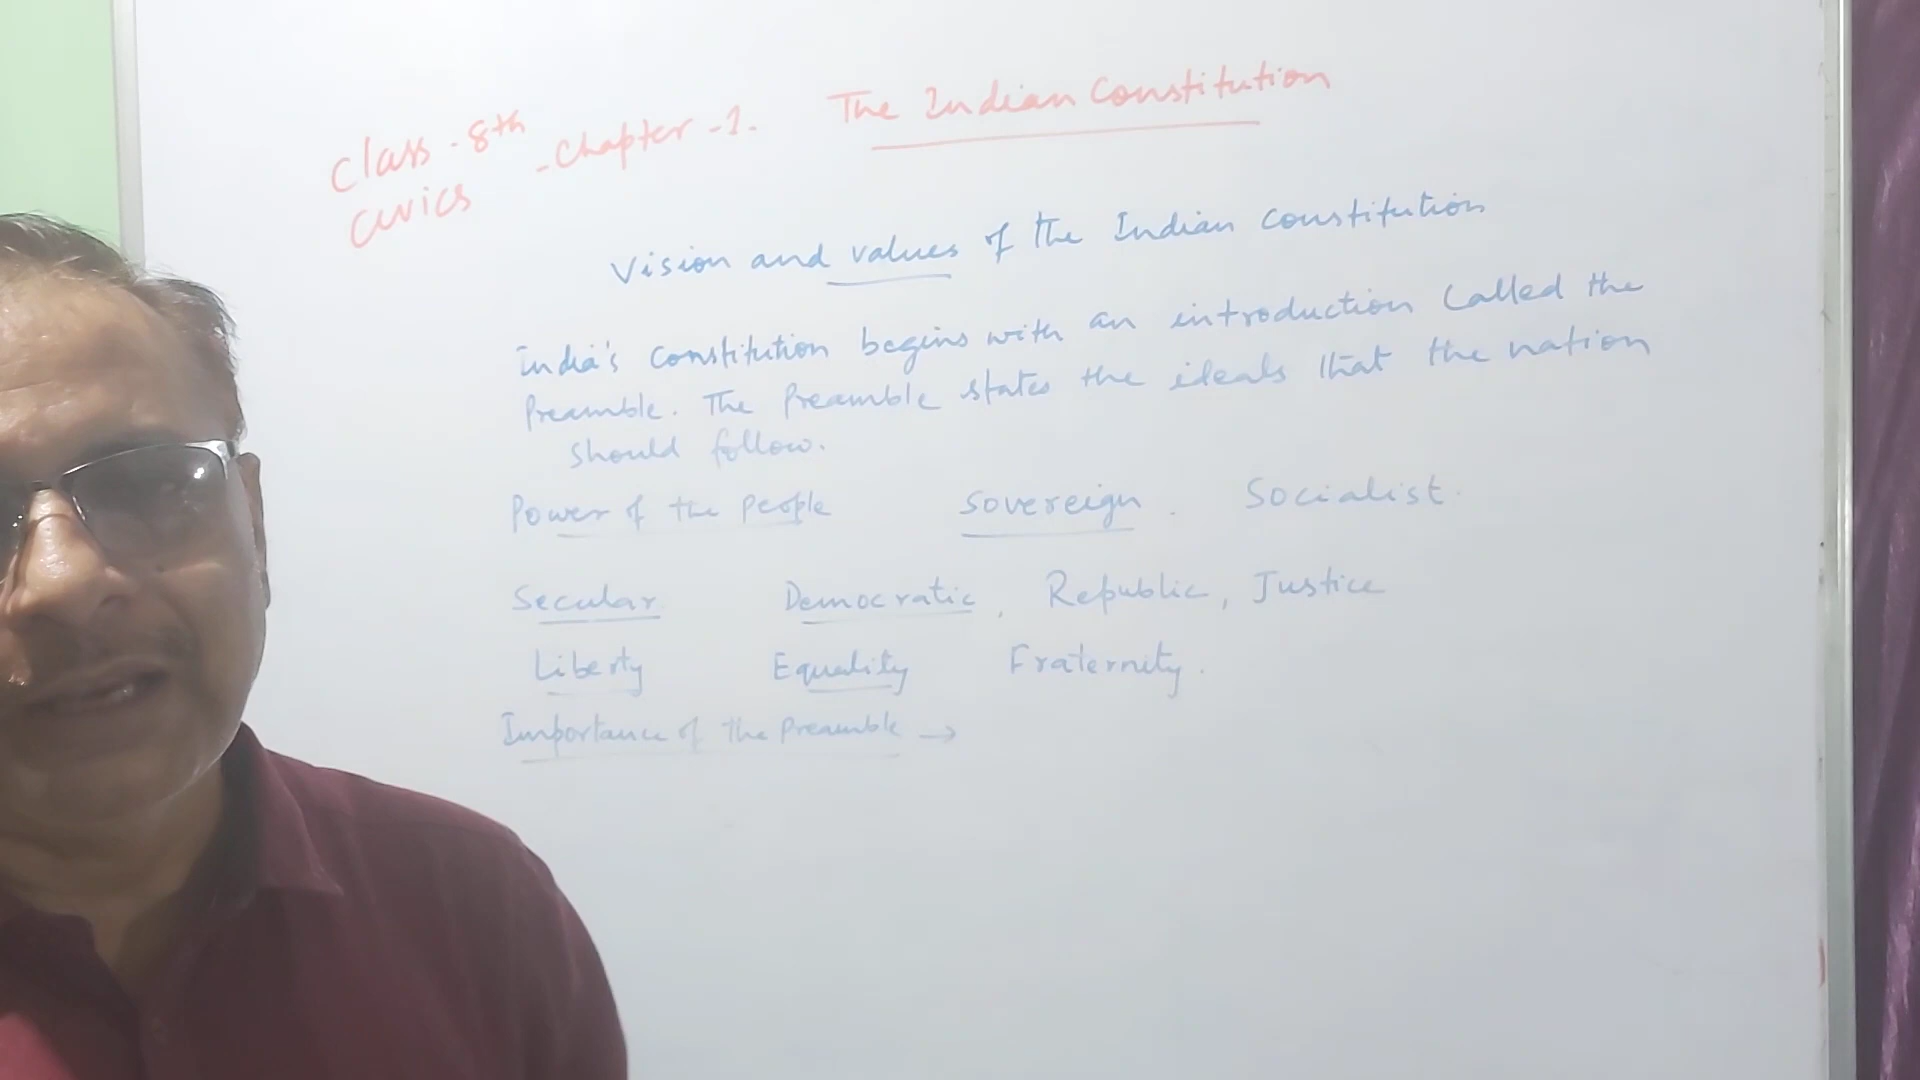 Class - 8th - Chapter - 1. The Indian Constitution
Civics
Vision and values of the Indian constitution
India's constitution begins with an introduction called the
Preamble. The Preamble states the ideals that the nation
should follow.
Power of the people Sovereign. Socialist.
Secular Democratic, Republic, Justice
Liberty Equality Fraternity.
Importance of the Preamble →